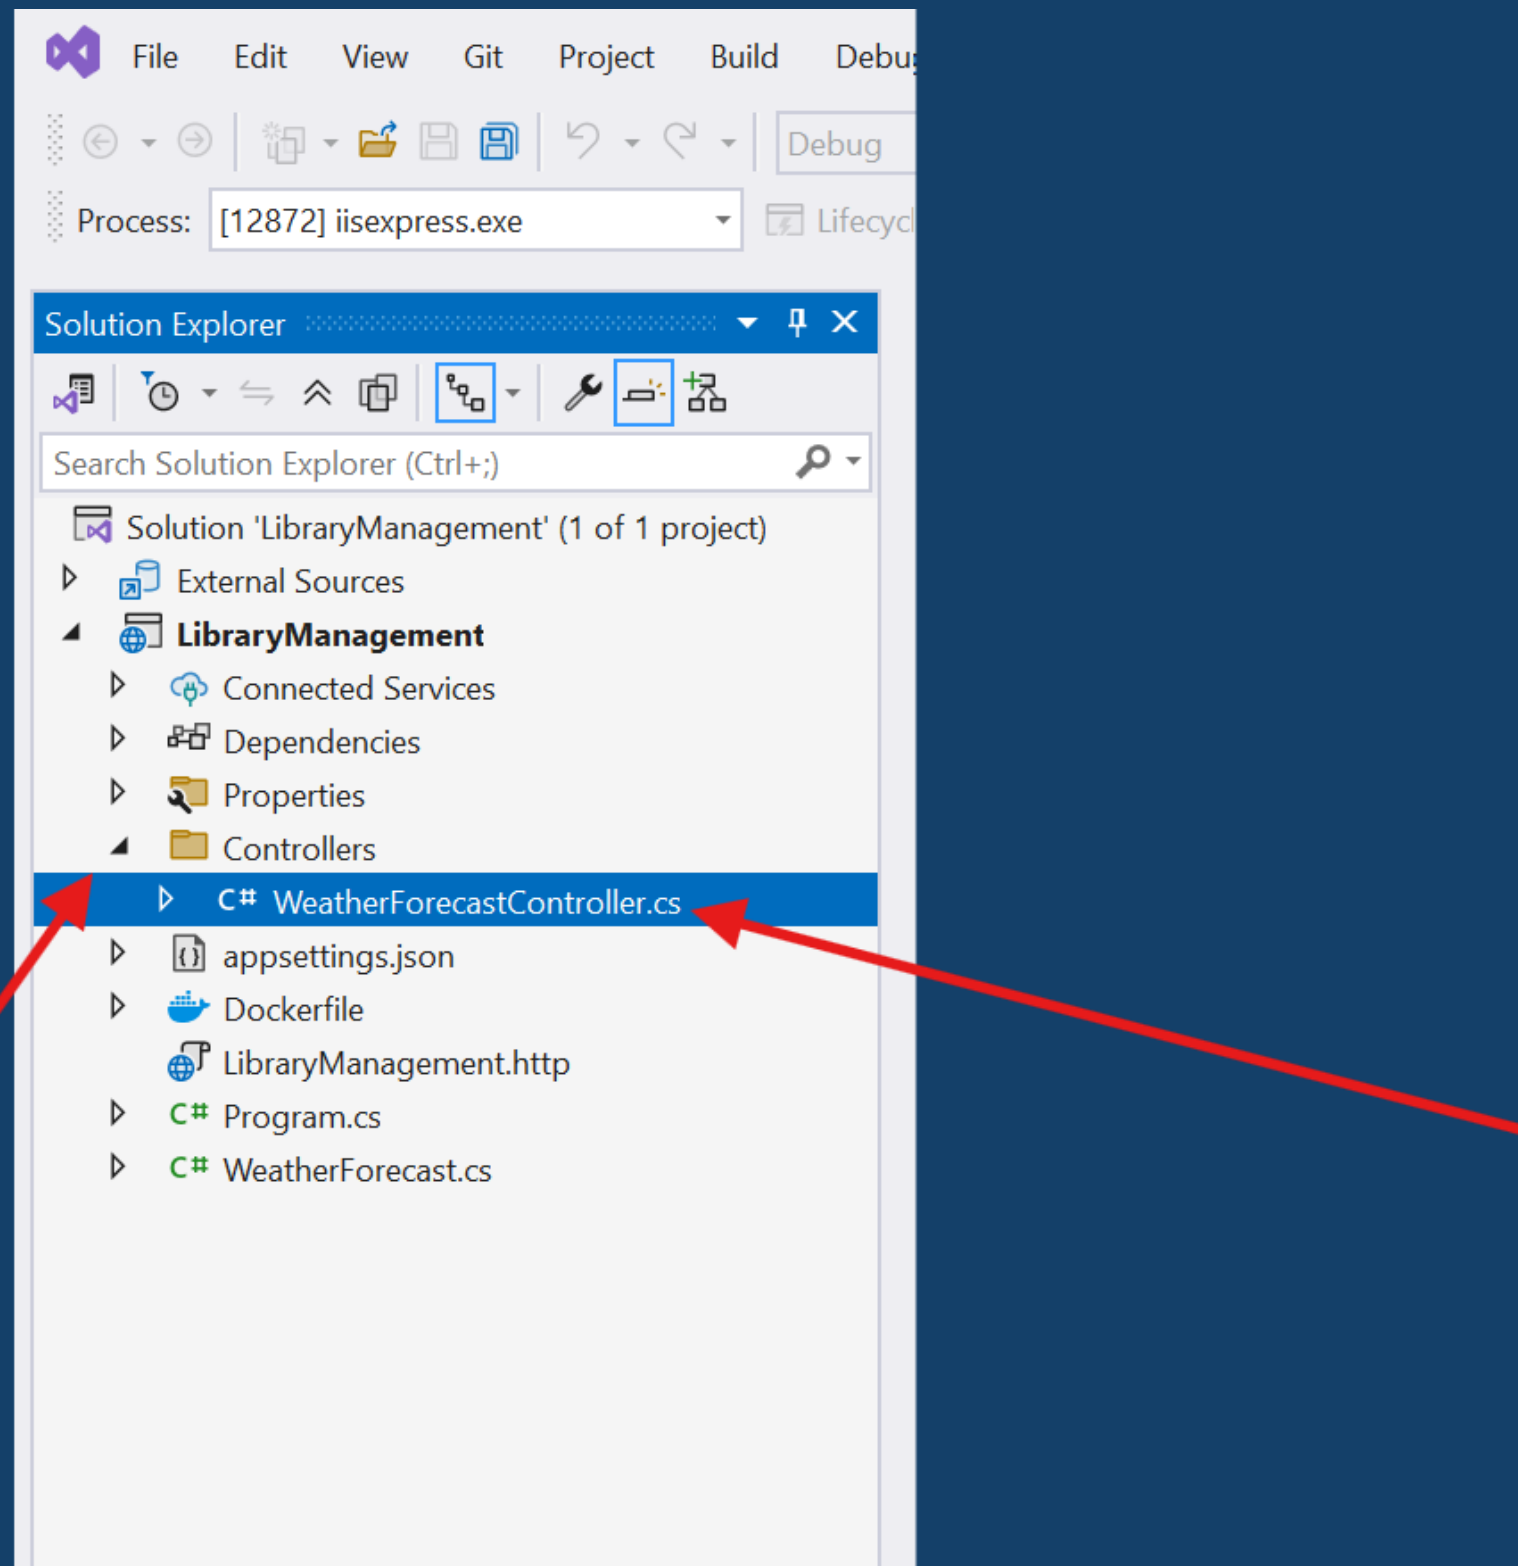 File Edit View Git Project Build Debug
Debug
Process: [12872] iisexpress.exe Lifecycl
Solution Explorer
Search Solution Explorer (Ctrl+;)
Solution 'LibraryManagement' (1 of 1 project)
External Sources
LibraryManagement
Connected Services
Dependencies
Properties
Controllers
C# WeatherForecastController.cs
appsettings.json
Dockerfile
LibraryManagement.http
C# Program.cs
C# WeatherForecast.cs